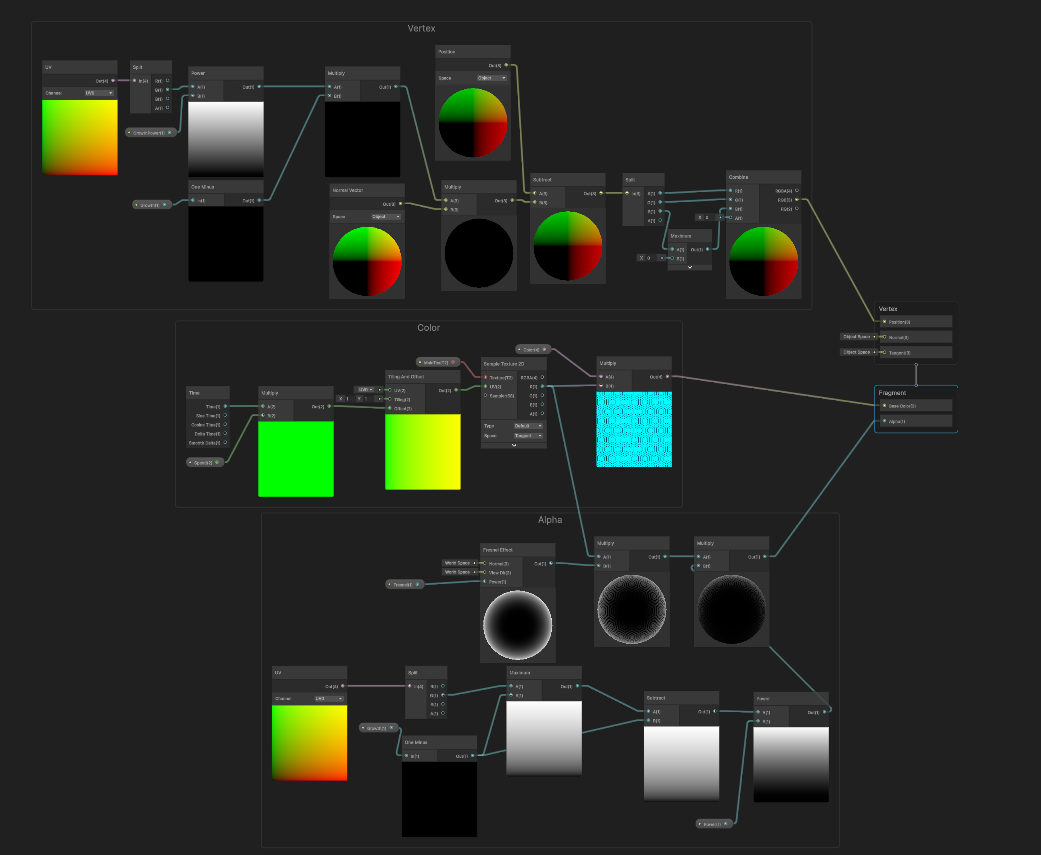 Vertex
UV
Out(4)
Channel UV0
Split
In(4)
R(1)
G(1)
B(1)
A(1)
GrowthPower(1)
Power
A(1)
B(1)
Out(1)
Growth(1)
One Minus
In(1)
Out(1)
Multiply
A(1)
B(1)
Out(1)
Position
Out(3)
Space Object
Normal Vector
Out(3)
Space Object
Multiply
A(3)
B(3)
Out(3)
Subtract
A(3)
B(3)
Out(3)
Split
In(3)
R(1)
G(1)
B(1)
A(1)
Maximum
A(1)
B(1)
Out(1)
X 0
X 0
Combine
R(1)
G(1)
B(1)
A(1)
RGBA(4)
RGB(3)
RG(2)
Vertex
Object Space
Object Space
Position(3)
Normal(3)
Tangent(3)
Fragment
Base Color(3)
Alpha(1)
Color
Time
Time(1)
Sine Time(1)
Cosine Time(1)
Delta Time(1)
Smooth Delta(1)
Speed(2)
Multiply
A(2)
B(2)
Out(2)
UV0
X 1 Y 1
Tiling And Offset
UV(2)
Tiling(2)
Offset(2)
Out(2)
MainTex(T2)
Sample Texture 2D
Texture(T2)
UV(2)
Sampler(SS)
RGBA(4)
R(1)
G(1)
B(1)
A(1)
Type Default
Space Tangent
Color(4)
Multiply
A(4)
B(4)
Out(4)
Alpha
Fresnel Effect
World Space
World Space
Normal(3)
View Dir(3)
Power(1)
Out(1)
Fresnel(1)
Multiply
A(1)
B(1)
Out(1)
Multiply
A(1)
B(1)
Out(1)
UV
Out(4)
Channel UV0
Split
In(4)
R(1)
G(1)
B(1)
A(1)
Growth(1)
One Minus
In(1)
Out(1)
Maximum
A(1)
B(1)
Out(1)
Subtract
A(1)
B(1)
Out(1)
Power
A(1)
B(1)
Out(1)
Power(1)